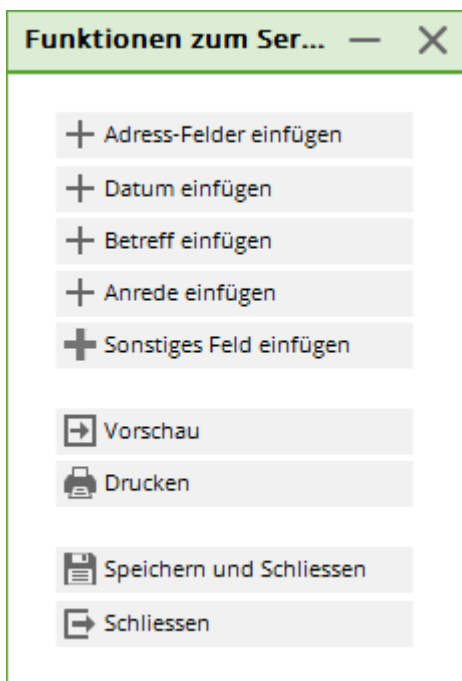 Funktionen zum Ser...
Adress-Felder einfügen
Datum einfügen
Betreff einfügen
Anrede einfügen
Sonstiges Feld einfügen
Vorschau
Drucken
Speichern und Schliessen
Schliessen